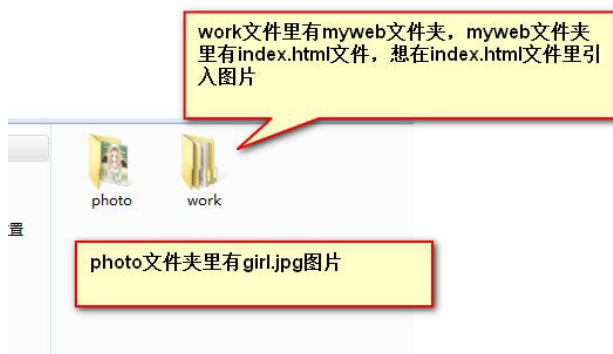 work文件里有myweb文件夹，myweb文件夹
里有index.html文件，想在index.html文件里引
入图片
photo
work
置
photo文件夹里有girl.jpg图片